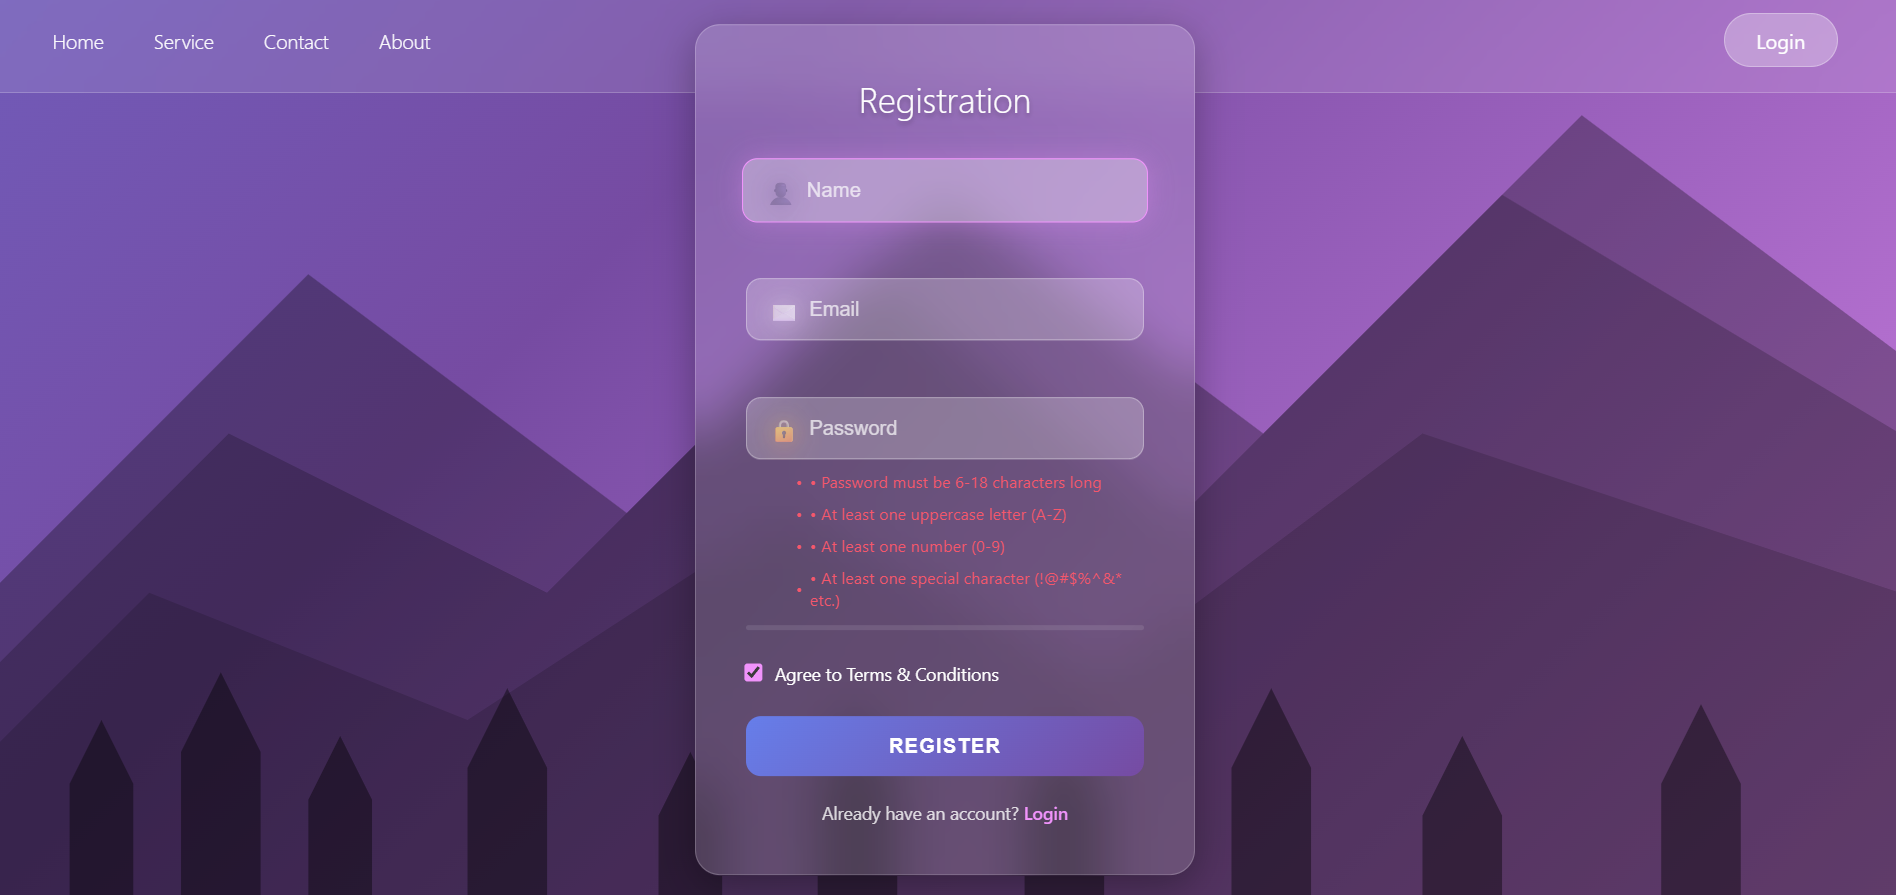 Home Service Contact About Login
Registration
Name
Email
Password
• • Password must be 6-18 characters long
• • At least one uppercase letter (A-Z)
• • At least one number (0-9)
• • At least one special character (!@#$%^&*
etc.)
Agree to Terms & Conditions
REGISTER
Already have an account? Login